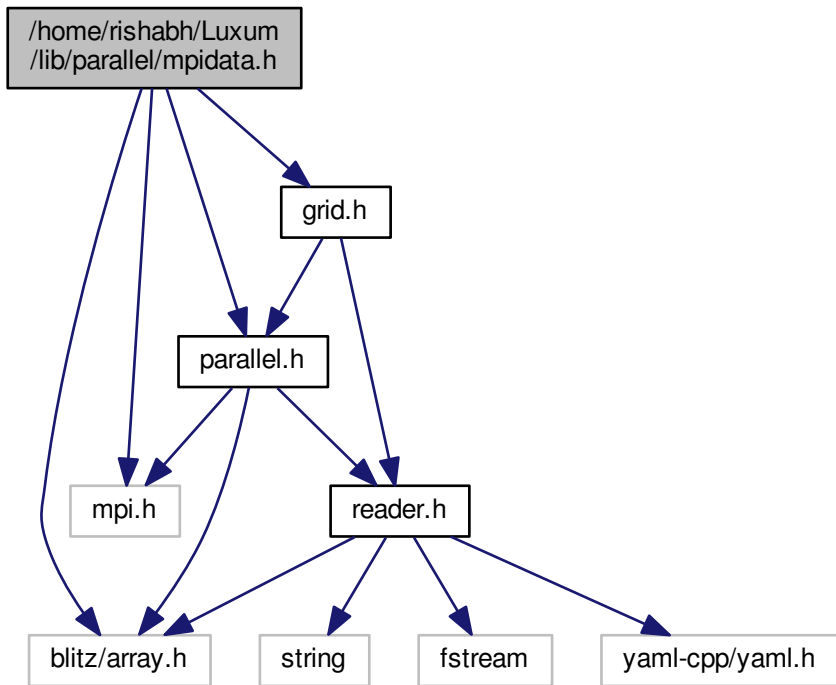 /home/rishabh/Luxum
/lib/parallel/mpidata.h
grid.h
parallel.h
mpi.h
reader.h
blitz/array.h
string
fstream
yaml-cpp/yaml.h